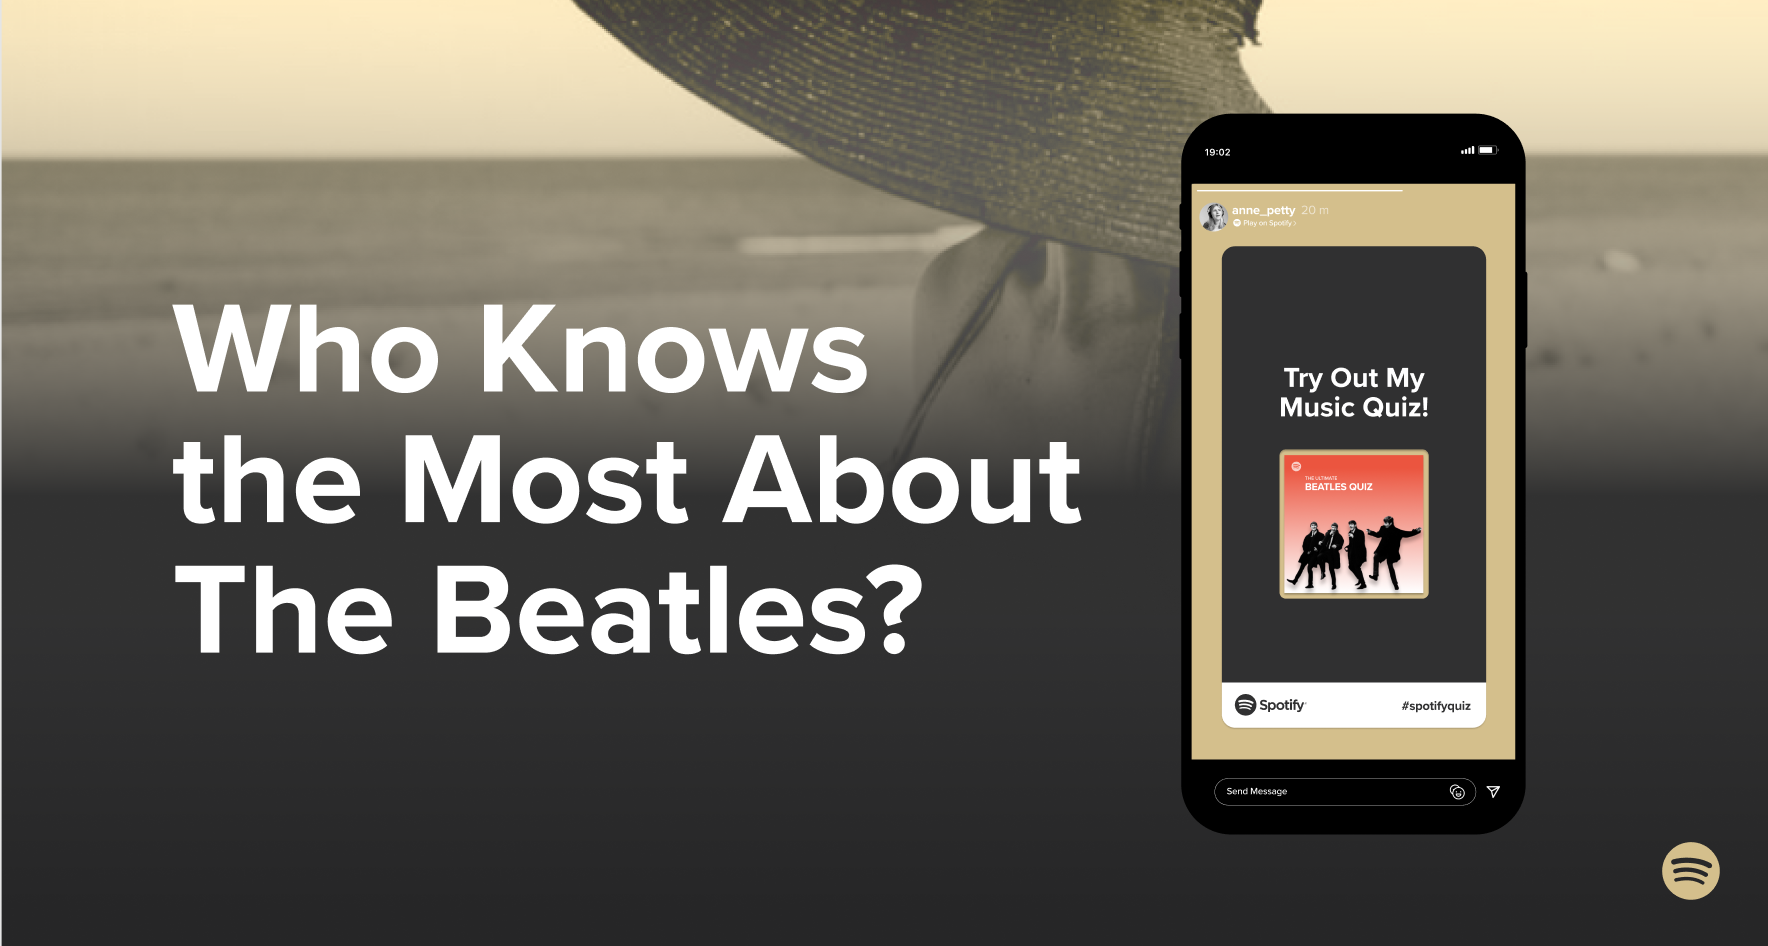 Who Knows
the Most About
The Beatles?
19:02
anne_petty 20 m
Play on Spotify ›
Try Out My
Music Quiz!
THE ULTIMATE
BEATLES QUIZ
Spotify #spotifyquiz
Send Message